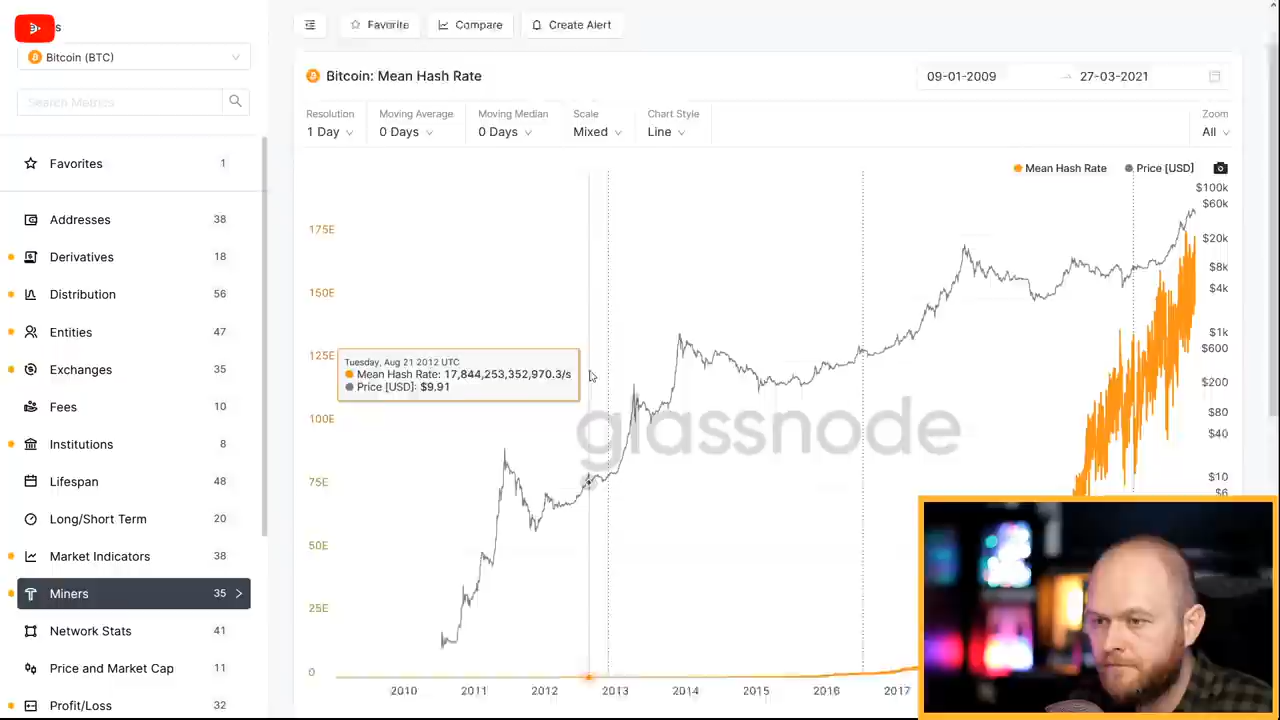 s
Bitcoin (BTC)
Search Metrics
Favorites 1
Addresses 38
Derivatives 18
Distribution 56
Entities 47
Exchanges 35
Fees 10
Institutions 8
Lifespan 48
Long/Short Term 20
Market Indicators 38
Miners 35
Network Stats 41
Price and Market Cap 11
Profit/Loss 32
Favorite Compare Create Alert
Bitcoin: Mean Hash Rate 09-01-2009 → 27-03-2021
Resolution Moving Average Moving Median Scale Chart Style Zoom
1 Day 0 Days 0 Days Mixed Line All
Mean Hash Rate Price [USD]
175E
150E
125E
100E
75E
50E
25E
0
$100k
$60k
$20k
$8k
$4k
$1k
$600
$200
$80
$40
$10
$6
Tuesday, Aug 21 2012 UTC
Mean Hash Rate: 17,844,253,352,970.3/s
Price [USD]: $9.91
glassnode
2010 2011 2012 2013 2014 2015 2016 2017